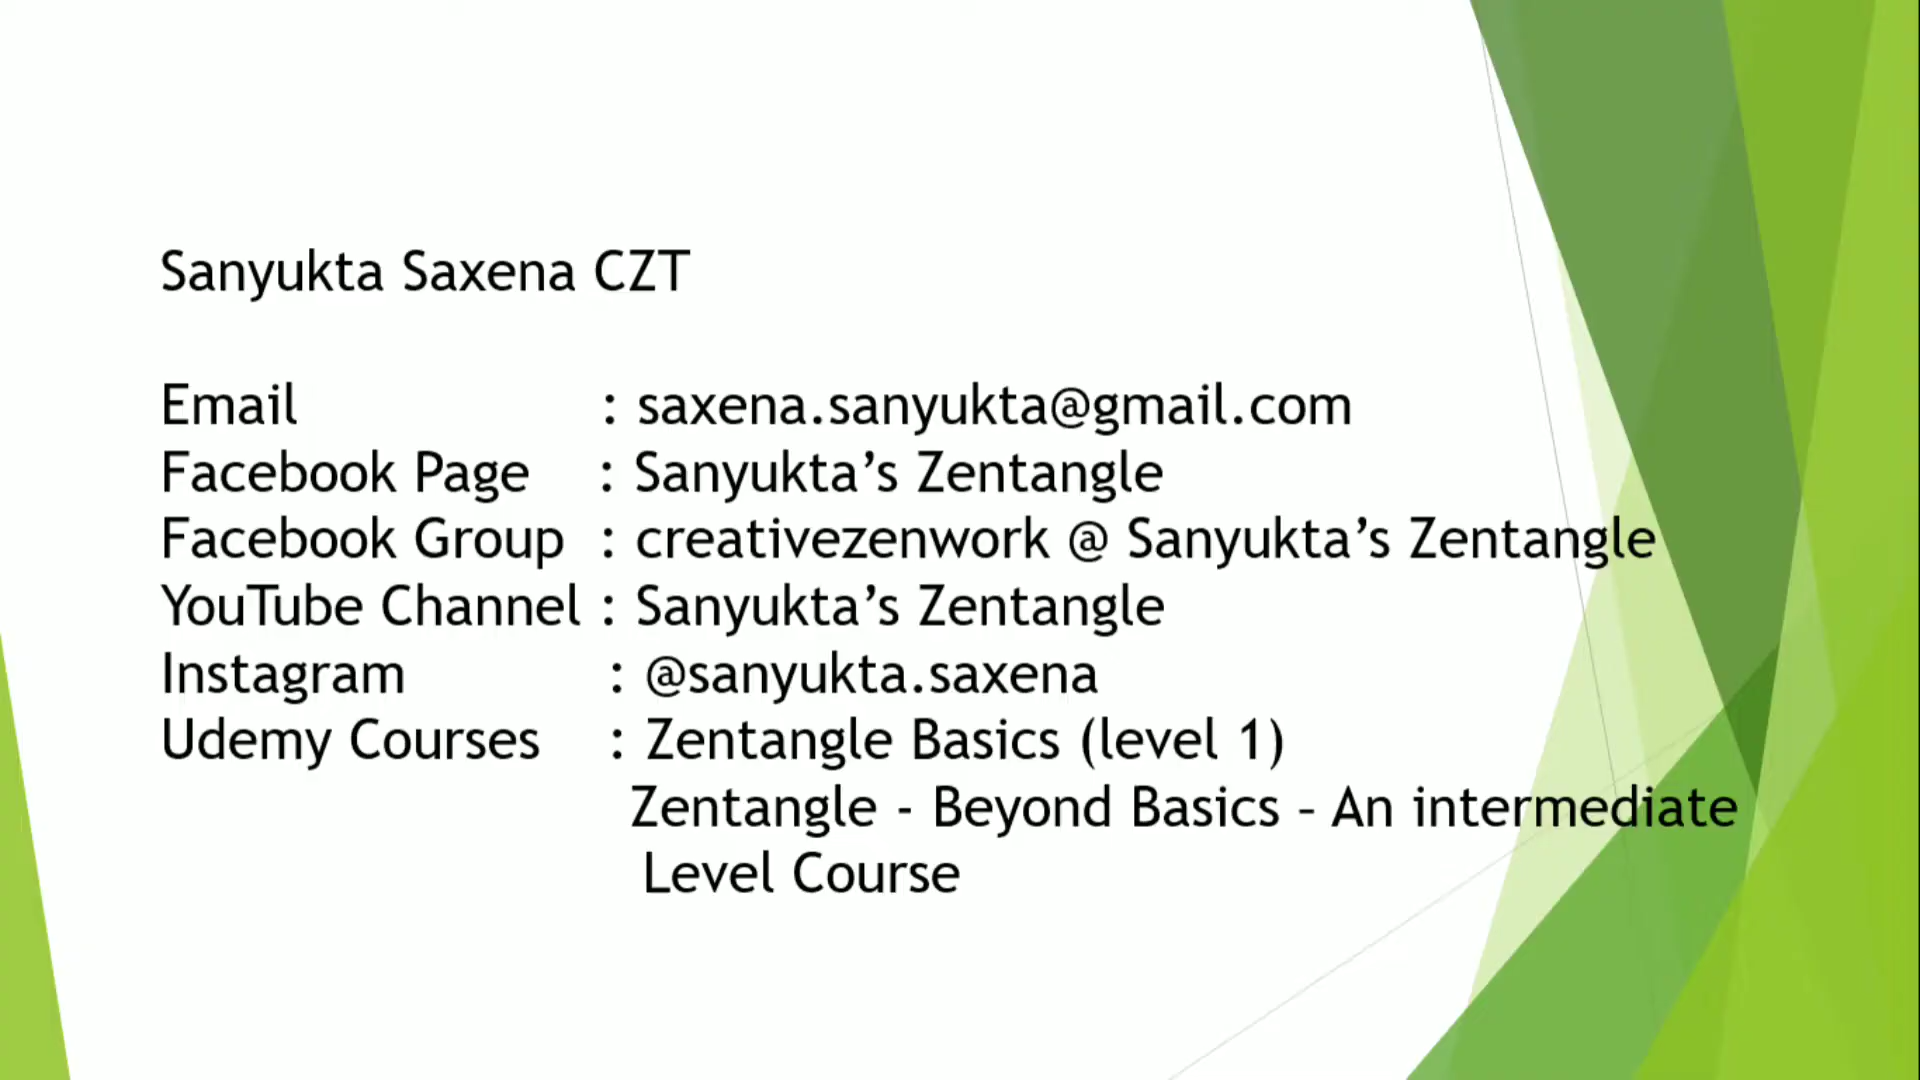 Sanyukta Saxena CZT
Email : saxena.sanyukta@gmail.com
Facebook Page : Sanyukta’s Zentangle
Facebook Group : creativezenwork @ Sanyukta’s Zentangle
YouTube Channel : Sanyukta’s Zentangle
Instagram : @sanyukta.saxena
Udemy Courses : Zentangle Basics (level 1)
Zentangle - Beyond Basics – An intermediate
Level Course